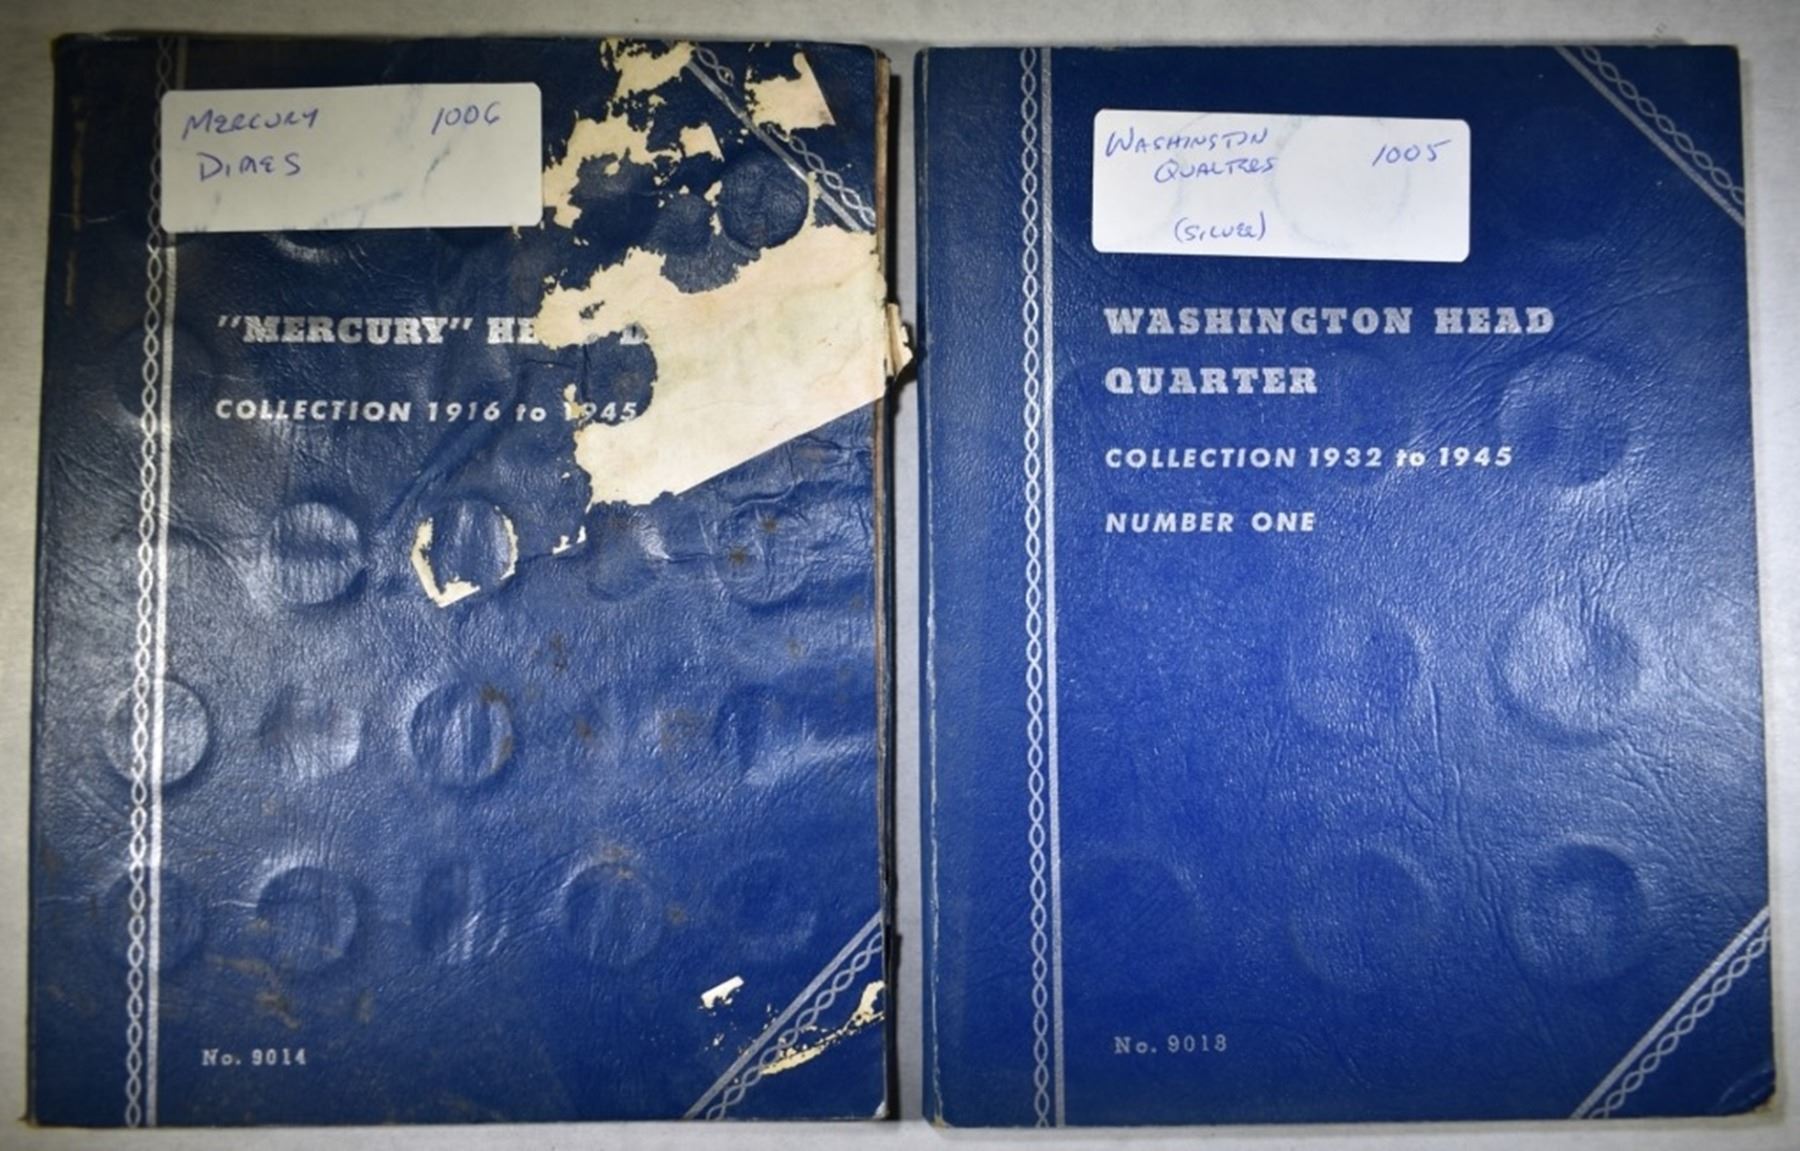 MERCURY 1006
DIMES
"MERCURY" HE D
COLLECTION 1916 to 1945
No. 9014
WASHINGTON
QUALTRES 1005
(SILVER)
WASHINGTON HEAD
QUARTER
COLLECTION 1932 to 1945
NUMBER ONE
No. 9018